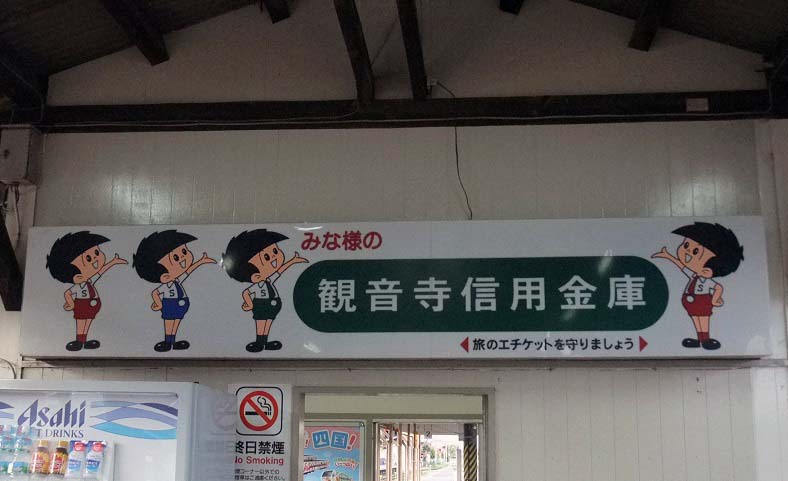 みな様の
観音寺信用金庫
旅のエチケットを守りましょう
S
S
S
Asahi
T DRINKS
終日禁煙
No Smoking
四国!